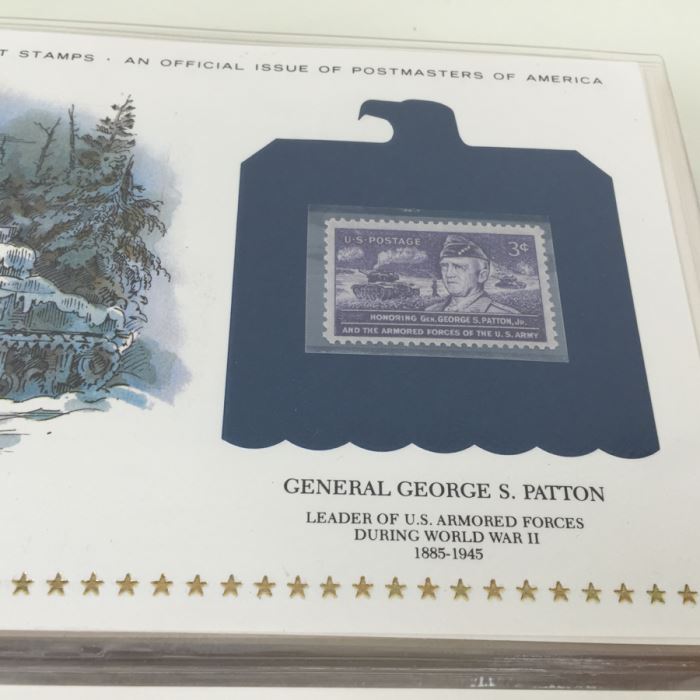 T STAMPS · AN OFFICIAL ISSUE OF POSTMASTERS OF AMERICA
U·S·POSTAGE 3¢
HONORING GEN. GEORGE S. PATTON, JR.
AND THE ARMORED FORCES OF THE U.S. ARMY
GENERAL GEORGE S. PATTON
LEADER OF U.S. ARMORED FORCES
DURING WORLD WAR II
1885-1945